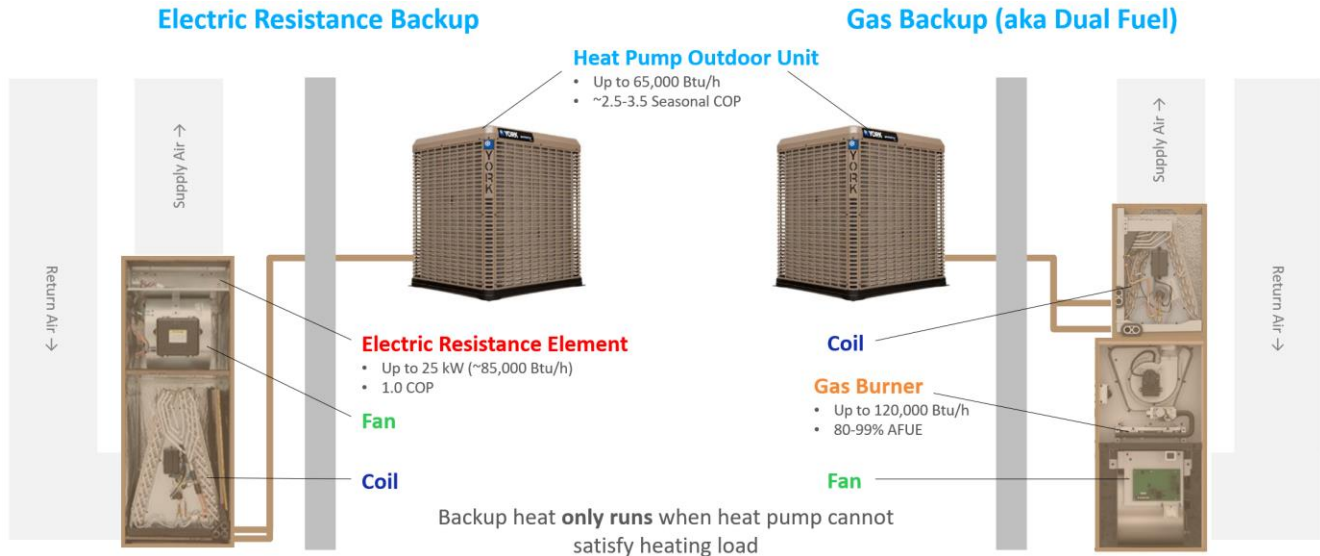 Electric Resistance Backup
Gas Backup (aka Dual Fuel)
Heat Pump Outdoor Unit
• Up to 65,000 Btu/h
• ~2.5-3.5 Seasonal COP
Supply Air →
Return Air →
YORK
YORK
YORK
YORK
Supply Air →
Return Air →
Electric Resistance Element
• Up to 25 kW (~85,000 Btu/h)
• 1.0 COP
Fan
Coil
Coil
Gas Burner
• Up to 120,000 Btu/h
• 80-99% AFUE
Fan
Backup heat only runs when heat pump cannot
satisfy heating load